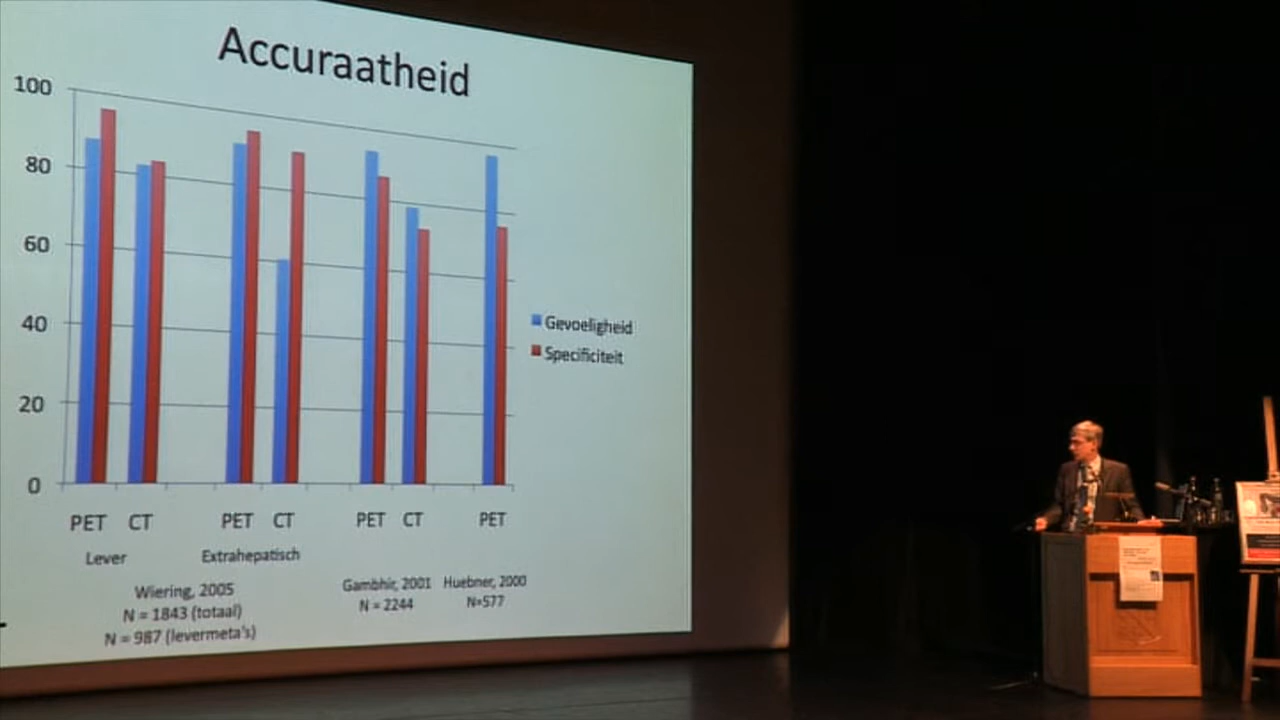 Accuraatheid
100
80
60
40
20
0
Gevoeligheid
Specificiteit
PET CT PET CT PET CT PET
Lever Extrahepatisch
Wiering, 2005
N = 1843 (totaal)
N = 987 (levermeta's)
Gambhir, 2001
N = 2244
Huebner, 2000
N=577